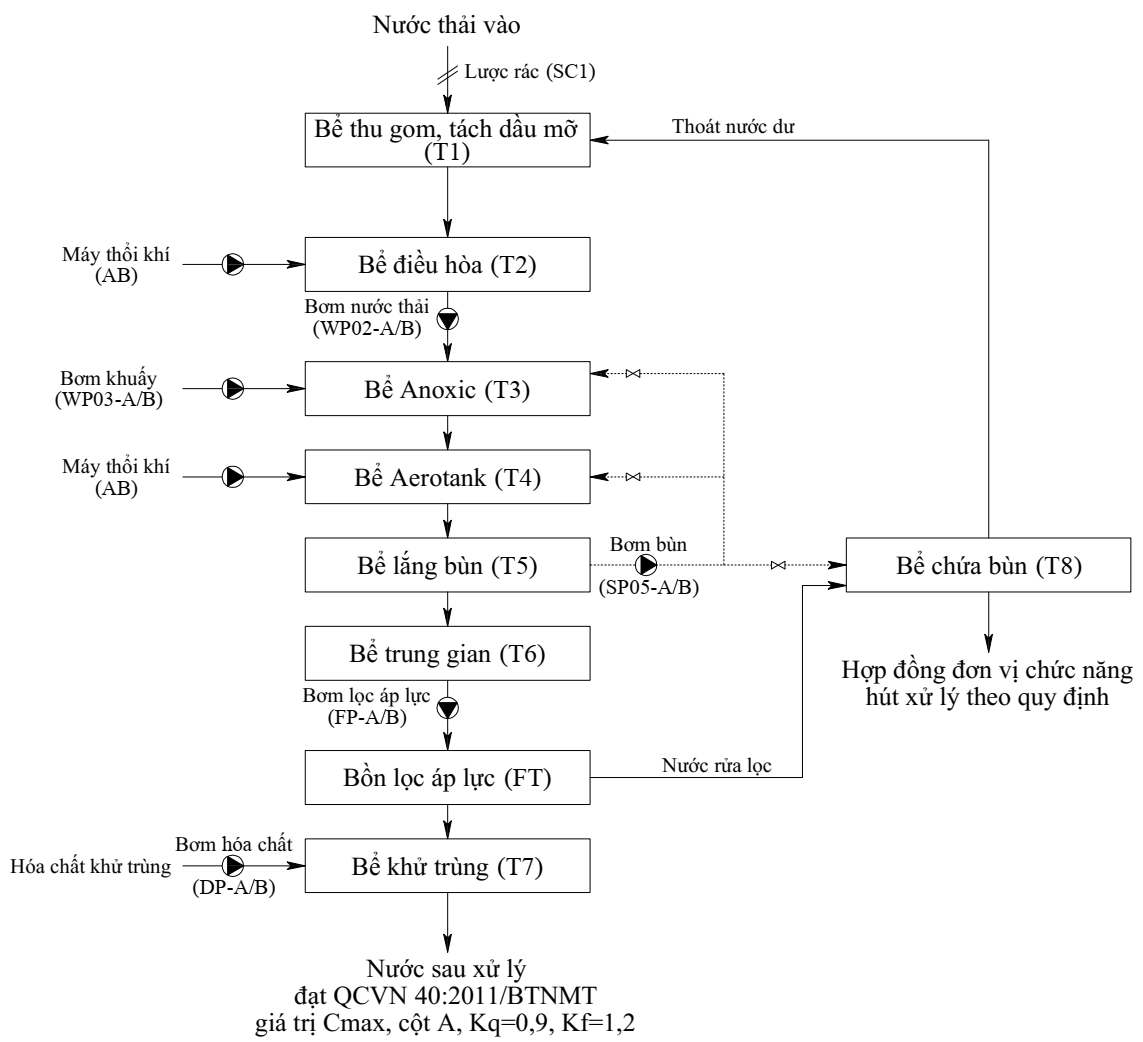 Nước thải vào
Lược rác (SC1)
Bể thu gom, tách dầu mỡ
(T1)
Thoát nước dư
Máy thổi khí
(AB)
Bể điều hòa (T2)
Bơm nước thải
(WP02-A/B)
Bơm khuấy
(WP03-A/B)
Bể Anoxic (T3)
Máy thổi khí
(AB)
Bể Aerotank (T4)
Bể lắng bùn (T5)
Bơm bùn
(SP05-A/B)
Bể chứa bùn (T8)
Bể trung gian (T6)
Hợp đồng đơn vị chức năng
hút xử lý theo quy định
Bơm lọc áp lực
(FP-A/B)
Bồn lọc áp lực (FT)
Nước rửa lọc
Hóa chất khử trùng
Bơm hóa chất
(DP-A/B)
Bể khử trùng (T7)
Nước sau xử lý
đạt QCVN 40:2011/BTNMT
giá trị Cmax, cột A, Kq=0,9, Kf=1,2